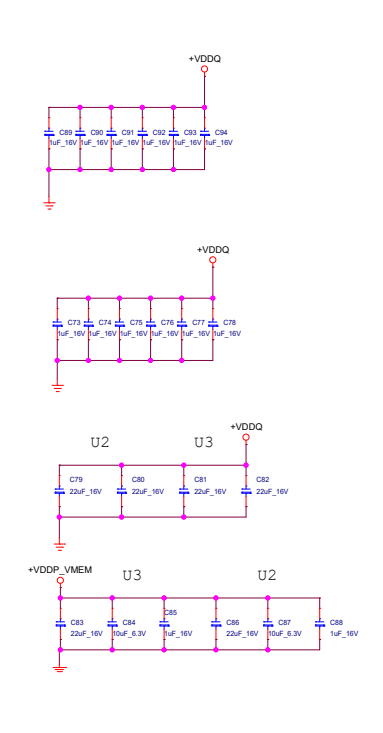 +VDDQ
C89 C90 C91 C92 C93 C94
1uF_16V 1uF_16V 1uF_16V 1uF_16V 1uF_16V 1uF_16V
+VDDQ
C73 C74 C75 C76 C77 C78
1uF_16V 1uF_16V 1uF_16V 1uF_16V 1uF_16V 1uF_16V
+VDDQ
U2 U3
C79 C80 C81 C82
22uF_16V 22uF_16V 22uF_16V 22uF_16V
+VDDP_VMEM
U3 U2
C83 C84 C85 C86 C87 C88
22uF_16V 10uF_6.3V 1uF_16V 22uF_16V 10uF_6.3V 1uF_16V